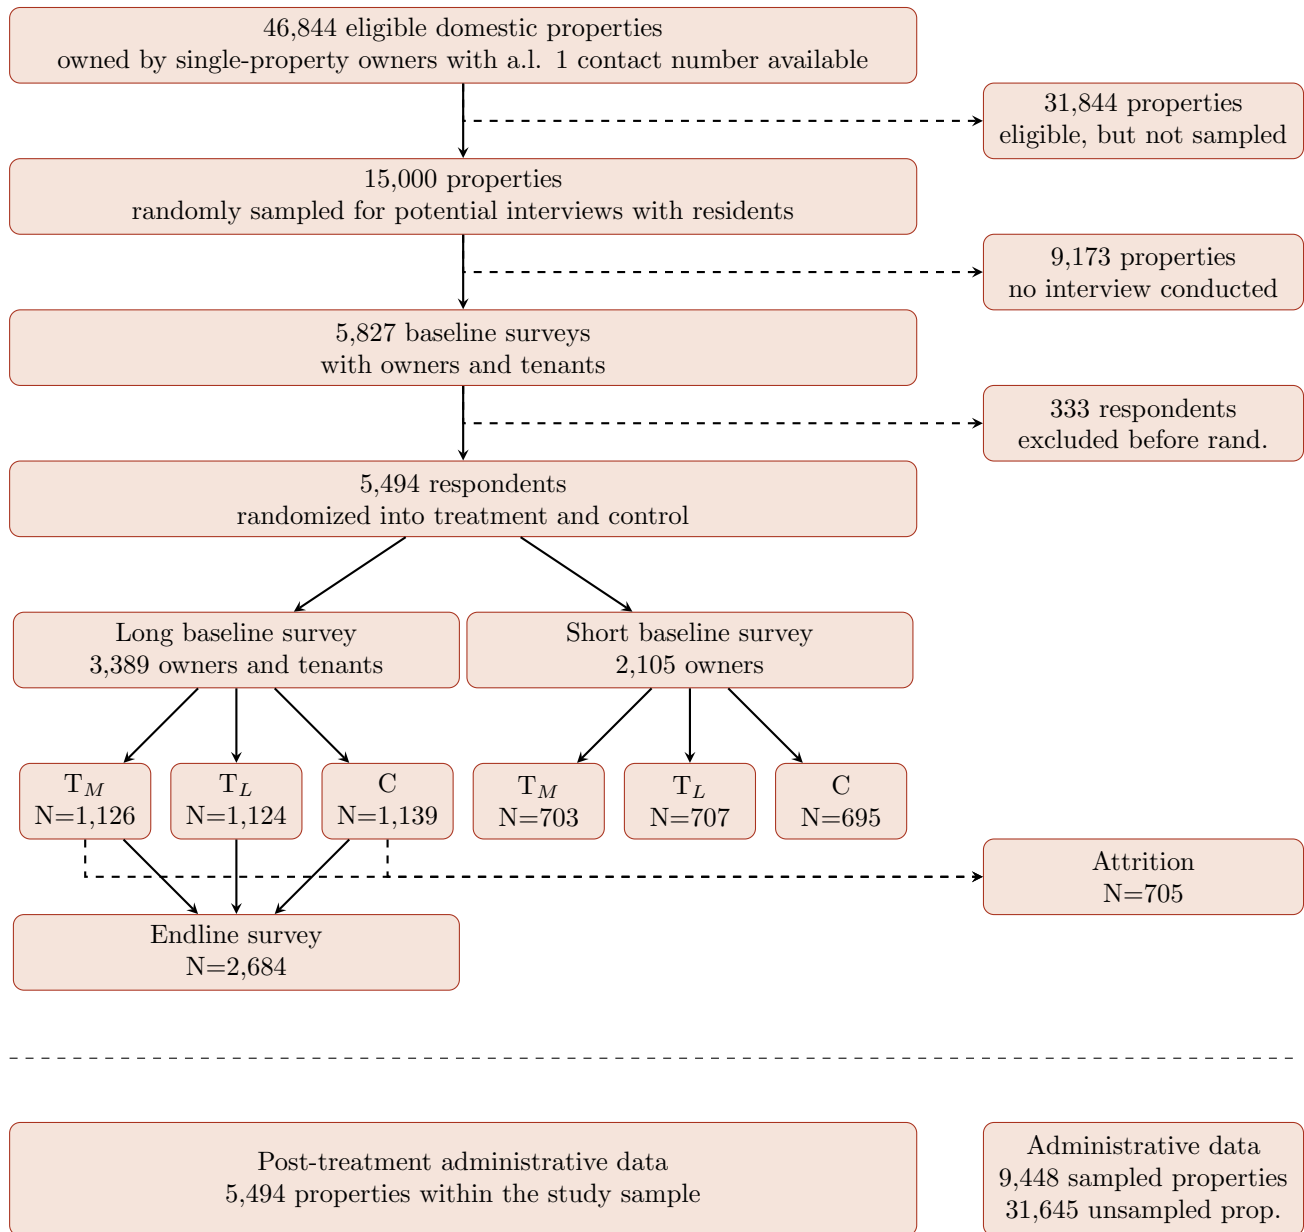 46,844 eligible domestic properties
owned by single-property owners with a.l. 1 contact number available
31,844 properties
eligible, but not sampled
15,000 properties
randomly sampled for potential interviews with residents
9,173 properties
no interview conducted
5,827 baseline surveys
with owners and tenants
333 respondents
excluded before rand.
5,494 respondents
randomized into treatment and control
Long baseline survey
3,389 owners and tenants
Short baseline survey
2,105 owners
T_M
N=1,126
T_L
N=1,124
C
N=1,139
T_M
N=703
T_L
N=707
C
N=695
Attrition
N=705
Endline survey
N=2,684
Post-treatment administrative data
5,494 properties within the study sample
Administrative data
9,448 sampled properties
31,645 unsampled prop.